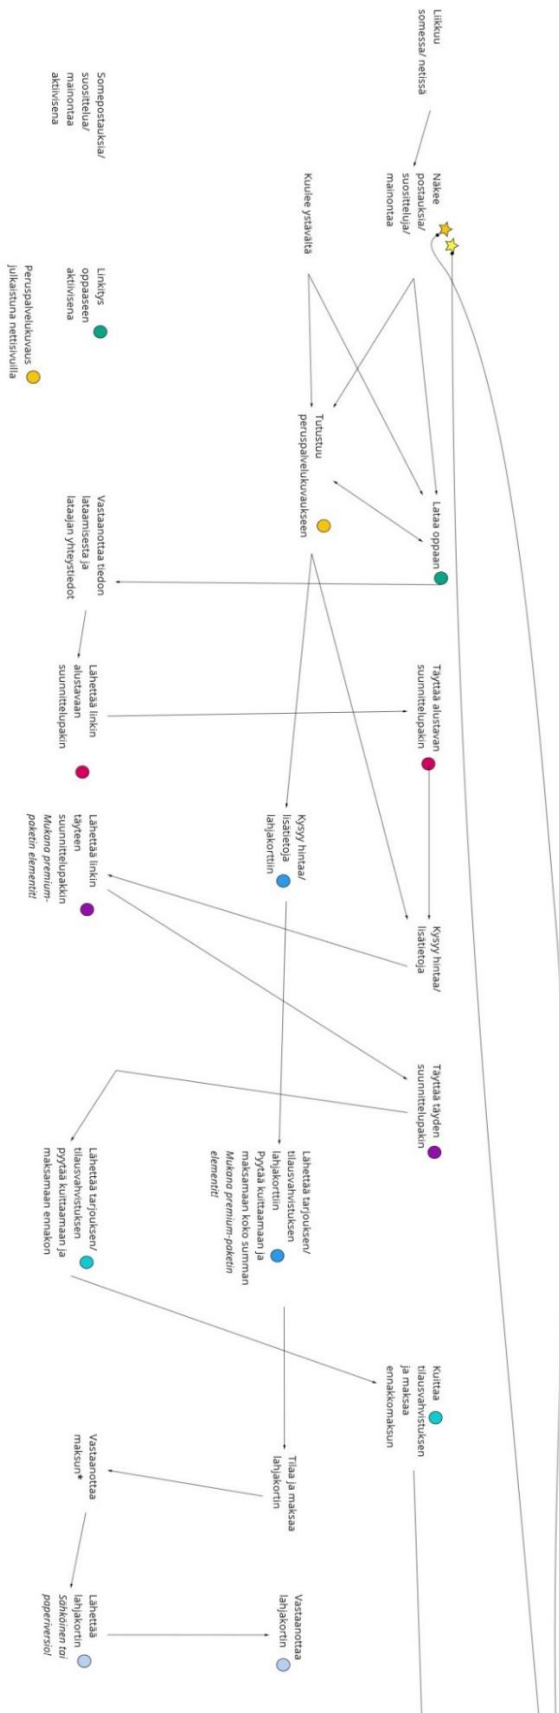 Liikkuu
somessa/ netissä
Näkee
postauksia/
suositteluja/
mainontaa
Lataa oppaan
Täyttää alustavan
suunnittelupakin
Kysyy hintaa/
lisätietoja
Täyttää täyden
suunnittelupakin
Kuittaa
tilausvahvistuksen
ja maksaa
ennakkomaksun
Kuulee ystävältä
Tutustuu
peruspalvelukuvaukseen
Kysyy hintaa/
lisätietoja
lahjakorttiin
Lähettää tarjouksen/
tilausvahvistuksen
lahjakorttiin
Pyytää kuittaamaan ja
maksamaan koko summan
Mukana premium-paketin
elementit!
Tilaa ja maksaa
lahjakortin
Vastaanottaa
lahjakortin
Somepostauksia/
suosittelua/
mainontaa
aktiivisena
Linkitys
oppaaseen
aktiivisena
Peruspalvelukuvaus
julkaistuna nettisivuilla
Vastaanottaa tiedon
lataamisesta ja
lataajan yhteystiedot
Lähettää linkin
alustavaan
suunnittelupakin
Lähettää linkin
täyteen
suunnittelupakkin
Mukana premium-
paketin elementit!
Lähettää tarjouksen/
tilausvahvistuksen
pyytää kuittaamaan ja
maksamaan ennakon
Vastaanottaa
maksun*
Lähettää
lahjakortin
Sähköinen tai
paperiversio!